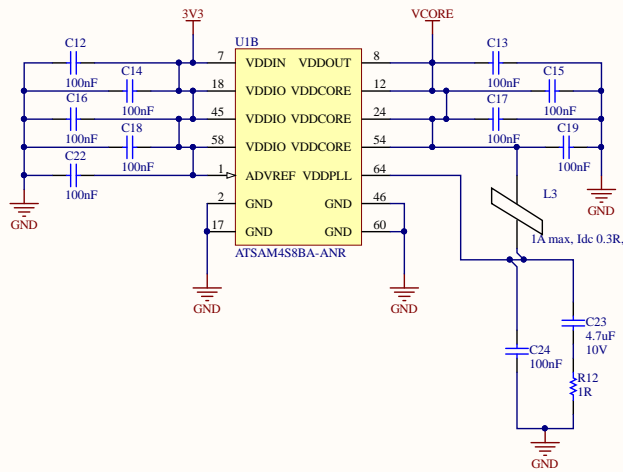 3V3
VCORE
U1B
C12
100nF
7
VDDIN
VDDOUT
8
C13
100nF
C14
100nF
18
VDDIO
VDDCORE
12
C15
100nF
C16
100nF
45
VDDIO
VDDCORE
24
C17
100nF
C18
100nF
58
VDDIO
VDDCORE
54
C19
100nF
C22
100nF
1
ADVREF
VDDPLL
64
2
GND
GND
46
17
GND
GND
60
ATSAM4S8BA-ANR
GND
GND
GND
GND
L3
1A max, Idc 0.3R,
C23
4.7uF
10V
C24
100nF
R12
1R
GND